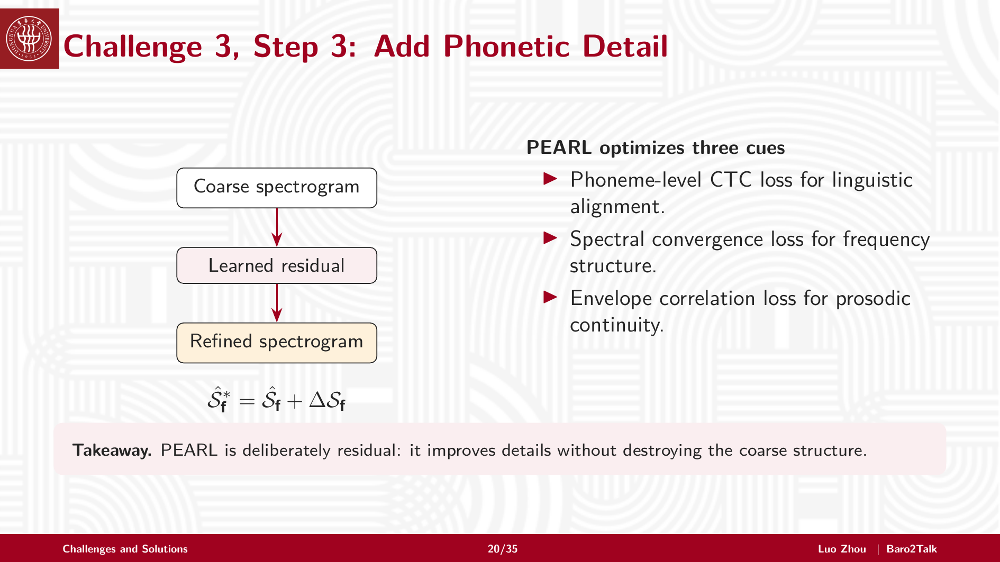 東華大學
DONGHUA UNIVERSITY
1951
Challenge 3, Step 3: Add Phonetic Detail
Coarse spectrogram
Learned residual
Refined spectrogram
$\hat{\mathcal{S}}_{\mathbf{f}}^{*} = \hat{\mathcal{S}}_{\mathbf{f}} + \Delta \mathcal{S}_{\mathbf{f}}$
PEARL optimizes three cues
▶ Phoneme-level CTC loss for linguistic
alignment.
▶ Spectral convergence loss for frequency
structure.
▶ Envelope correlation loss for prosodic
continuity.
Takeaway. PEARL is deliberately residual: it improves details without destroying the coarse structure.
Challenges and Solutions
20/35
Luo Zhou | Baro2Talk